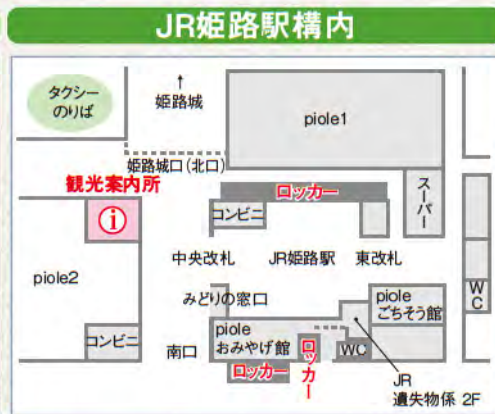 JR姫路駅構内
タクシー
のりば
↑
姫路城
piole1
姫路城口(北口)
観光案内所
i
ロッカー
コンビニ
スーパー
中央改札
JR姫路駅
東改札
piole2
みどりの窓口
piole
ごちそう館
WC
コンビニ
南口
piole
おみやげ館
ロッカー
WC
ロッカー
JR
遺失物係 2F